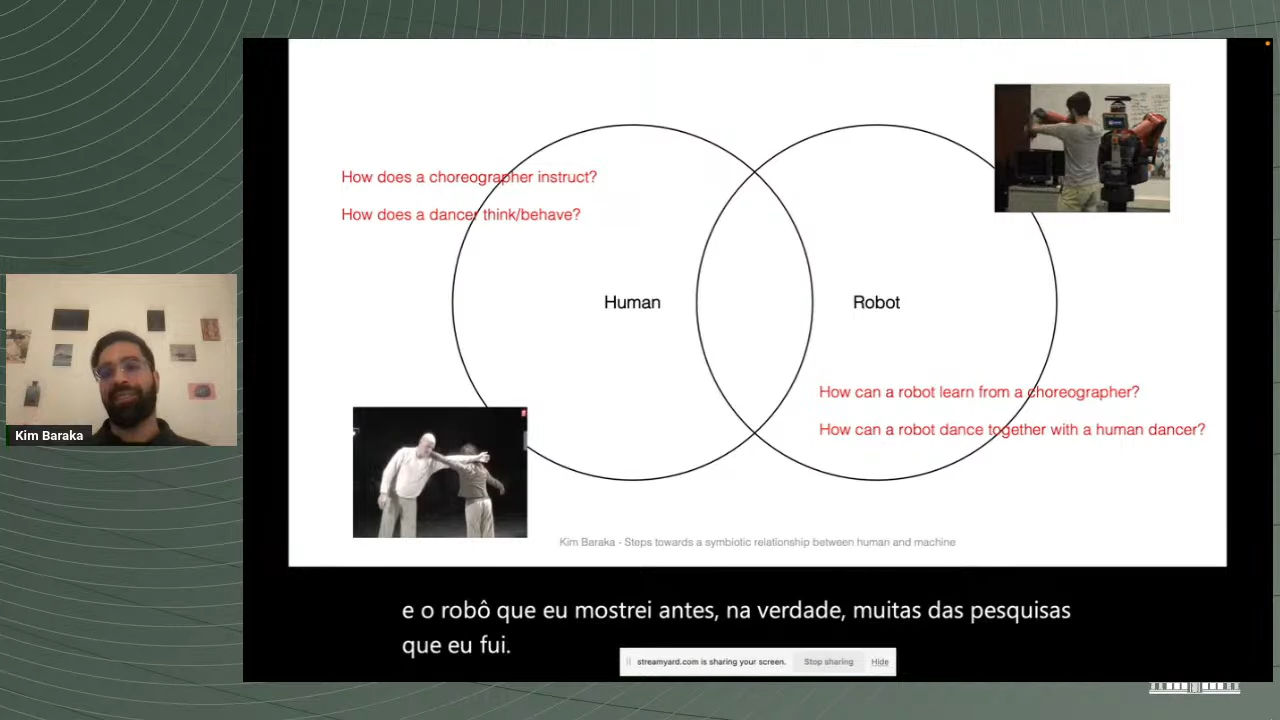 How does a choreographer instruct?
How does a dancer think/behave?
Human
Robot
How can a robot learn from a choreographer?
How can a robot dance together with a human dancer?
Kim Baraka - Steps towards a symbiotic relationship between human and machine
Kim Baraka
e o robô que eu mostrei antes, na verdade, muitas das pesquisas
que eu fui.
streamyard.com is sharing your screen. Stop sharing Hide